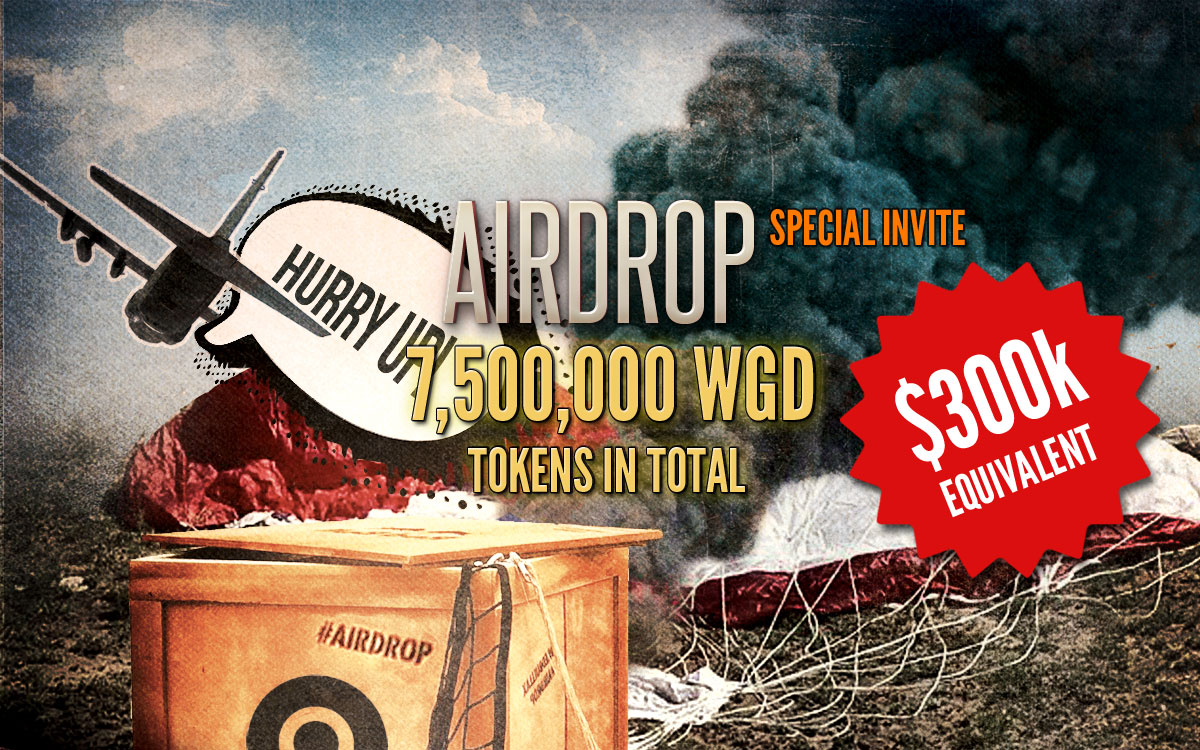 AIRDROP SPECIAL INVITE
HURRY UP!
7,500,000 WGD
TOKENS IN TOTAL
$300k
EQUIVALENT
#AIRDROP